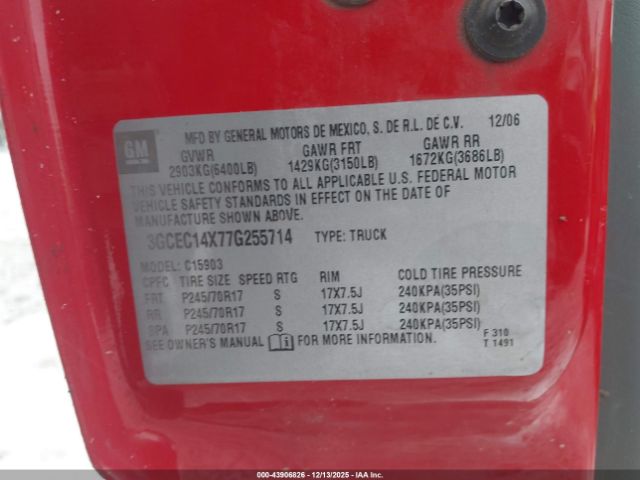 GM
MFD BY GENERAL MOTORS DE MEXICO, S. DE R.L. DE C.V. 12/06
GVWR GAWR FRT GAWR RR
2903KG(6400LB) 1429KG(3150LB) 1672KG(3686LB)
THIS VEHICLE CONFORMS TO ALL APPLICABLE U.S. FEDERAL MOTOR
VEHICLE SAFETY STANDARDS IN EFFECT ON THE DATE OF
MANUFACTURE SHOWN ABOVE.
3GCEC14X77G255714 TYPE: TRUCK
MODEL: C15903
CPFC TIRE SIZE SPEED RTG RIM COLD TIRE PRESSURE
FRT P245/70R17 S 17X7.5J 240KPA(35PSI)
RR P245/70R17 S 17X7.5J 240KPA(35PSI)
SPA P245/70R17 S 17X7.5J 240KPA(35PSI)
SEE OWNER'S MANUAL FOR MORE INFORMATION.
F 310
T 1491
000-43906826 - 12/13/2025 - COPYRIGHT IAA, Inc.